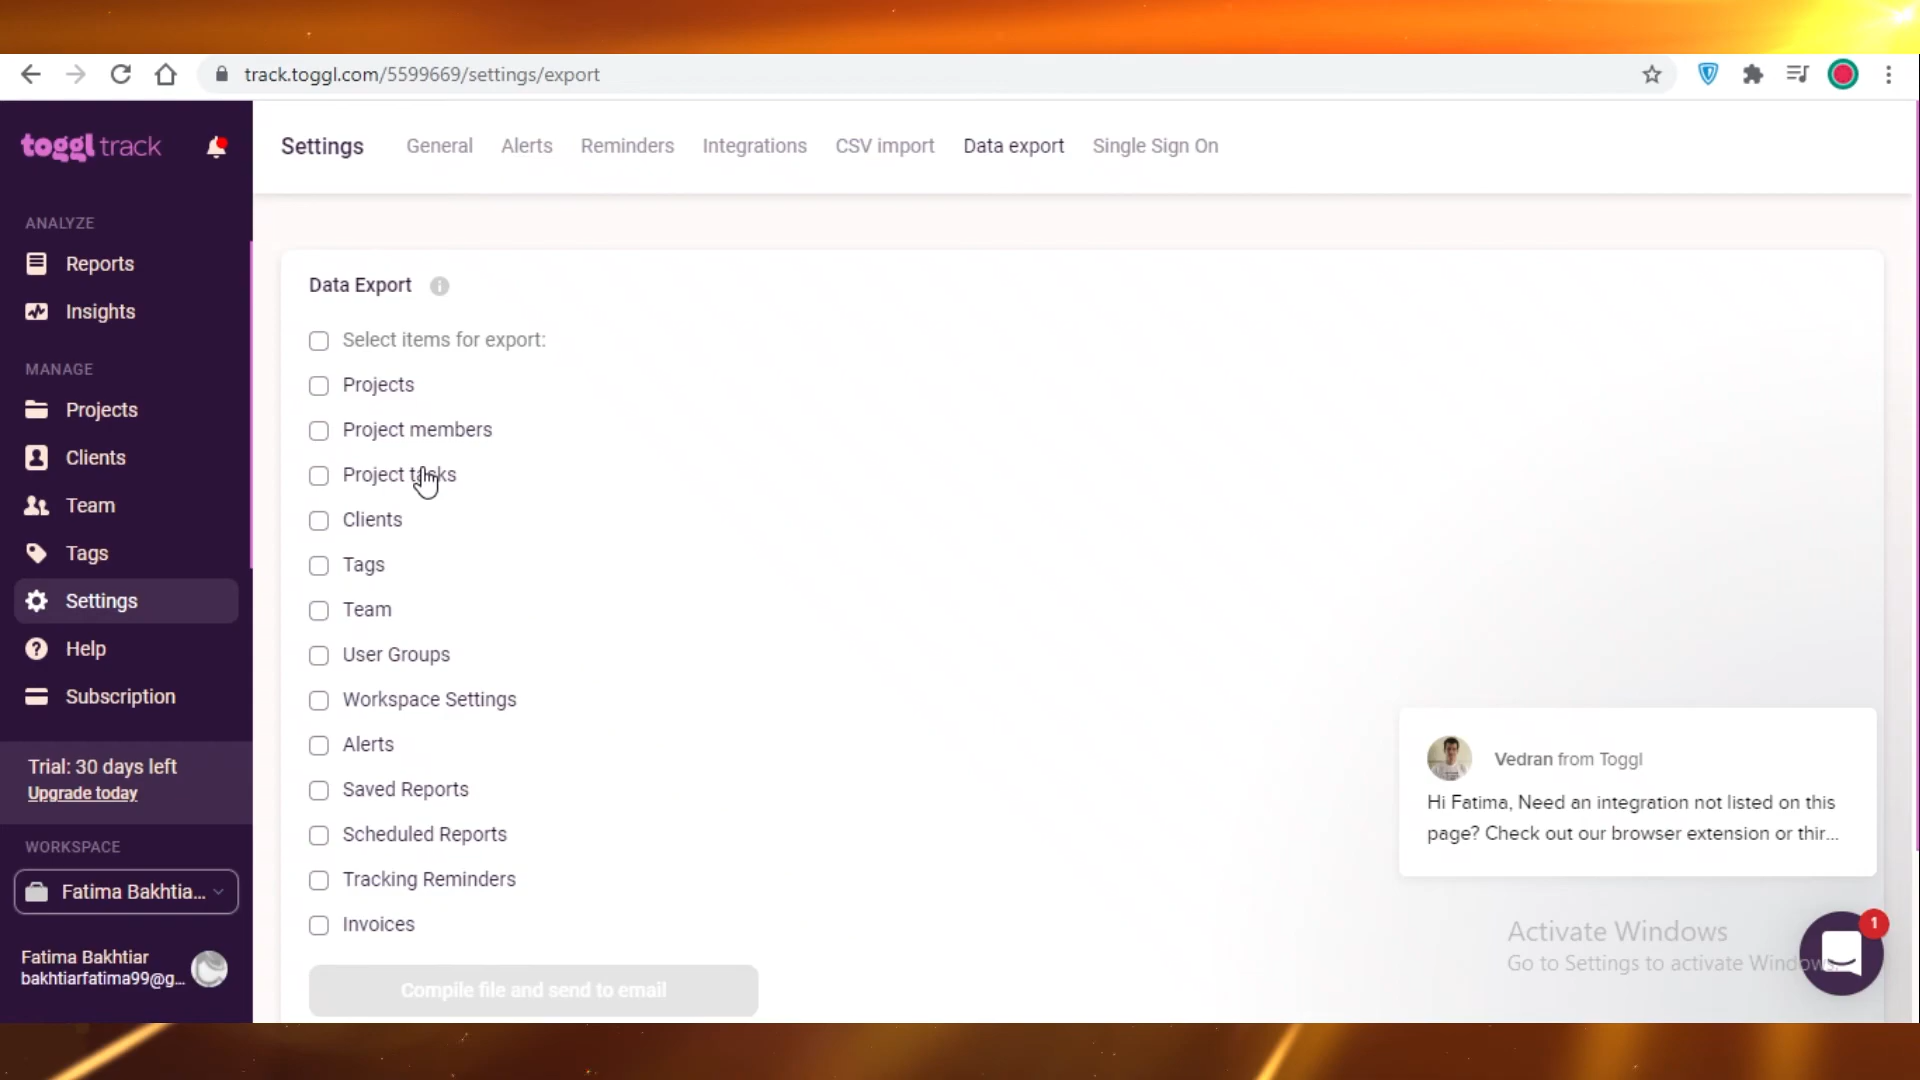 track.toggl.com/5599669/settings/export
toggl track
Settings
General
Alerts
Reminders
Integrations
CSV import
Data export
Single Sign On
ANALYZE
Reports
Insights
MANAGE
Projects
Clients
Team
Tags
Settings
Help
Subscription
Trial: 30 days left
Upgrade today
WORKSPACE
Fatima Bakhtia...
Fatima Bakhtiar
bakhtiarfatima99@g...
Data Export
Select items for export:
Projects
Project members
Project tasks
Clients
Tags
Team
User Groups
Workspace Settings
Alerts
Saved Reports
Scheduled Reports
Tracking Reminders
Invoices
Compile file and send to email
Vedran from Toggl
Hi Fatima, Need an integration not listed on this
page? Check out our browser extension or thir...
1
Activate Windows
Go to Settings to activate Windows.